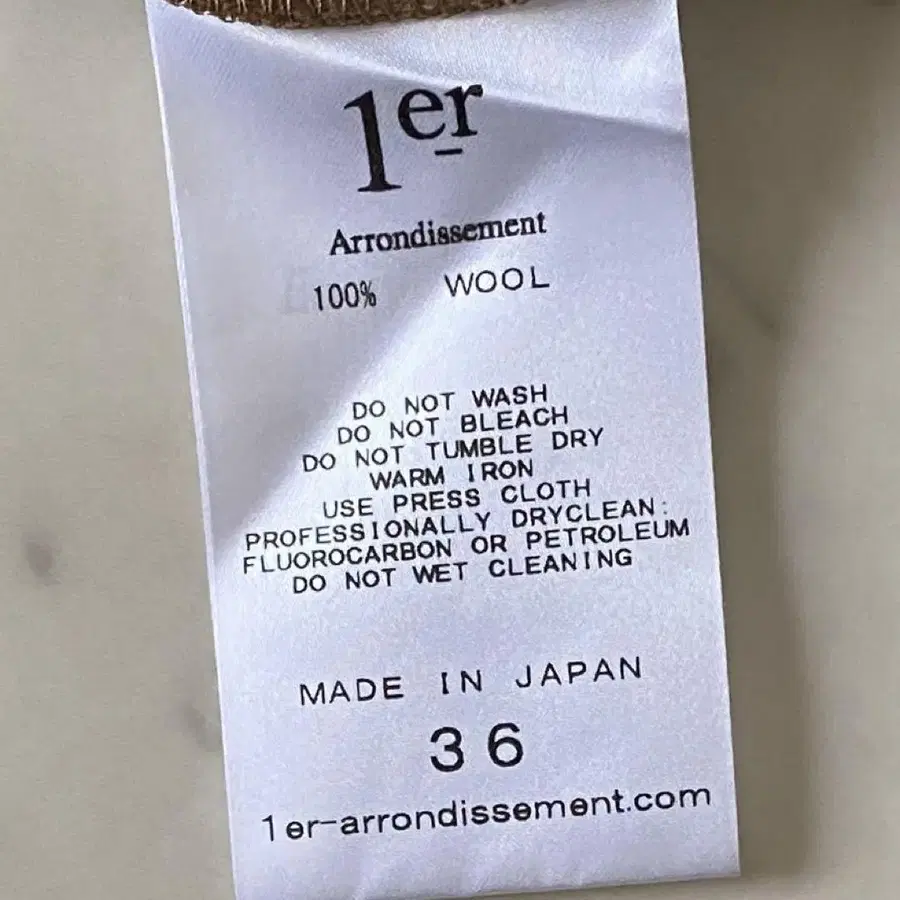 1er
Arrondissement
100% WOOL
DO NOT WASH
DO NOT BLEACH
DO NOT TUMBLE DRY
WARM IRON
USE PRESS CLOTH
PROFESSIONALLY DRYCLEAN:
FLUOROCARBON OR PETROLEUM
DO NOT WET CLEANING
MADE IN JAPAN
36
1er-arrondissement.com